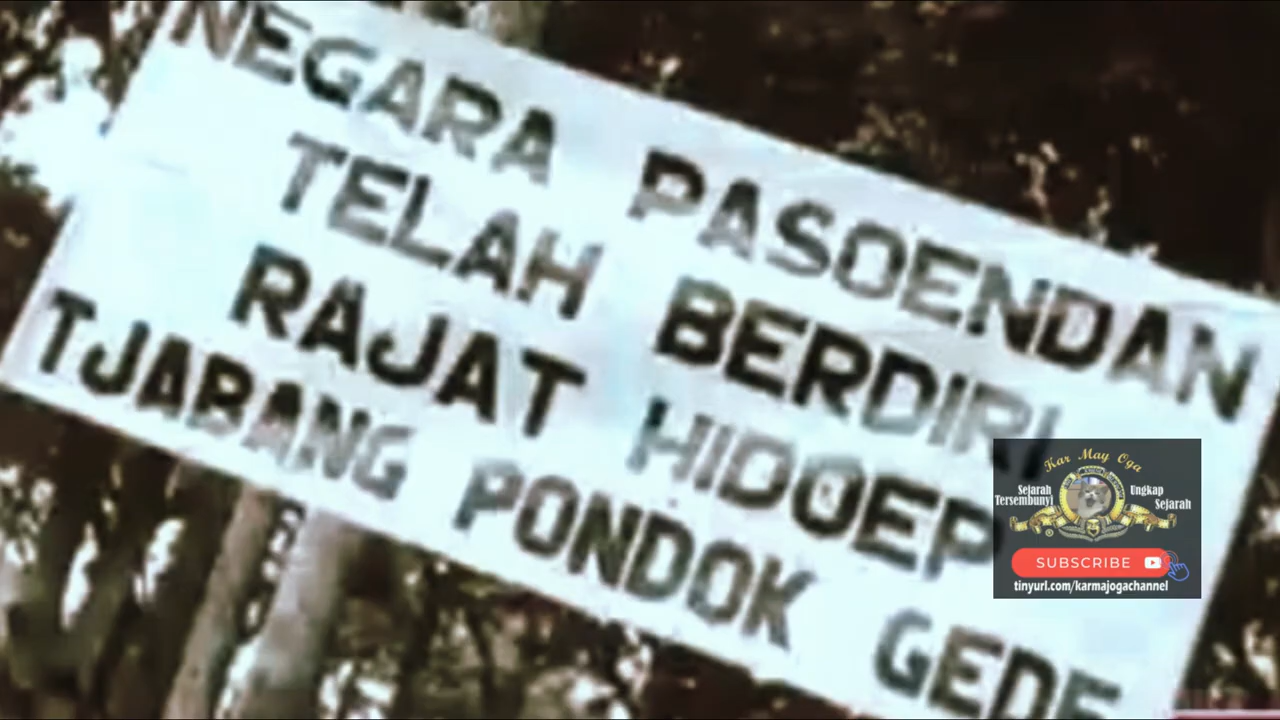 NEGARA PASOENDAN
TELAH BERDIRI
RAJAT HIDOEP
TJABANG PONDOK GEDE
Kar May Oga
Sejarah Tersembunyi
Ungkap Sejarah
SUBSCRIBE
tinyurl.com/karmajogachannel